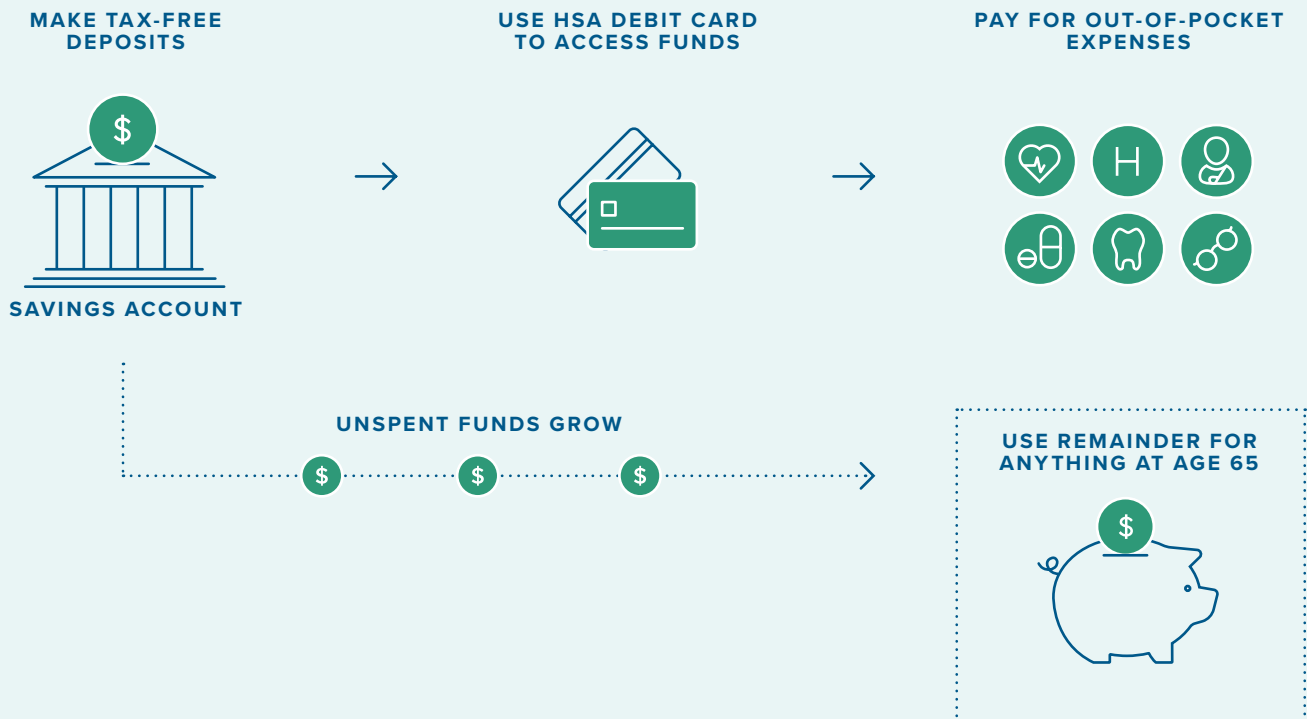 MAKE TAX-FREE
DEPOSITS
USE HSA DEBIT CARD
TO ACCESS FUNDS
PAY FOR OUT-OF-POCKET
EXPENSES
$
H
SAVINGS ACCOUNT
UNSPENT FUNDS GROW
$ $ $
USE REMAINDER FOR
ANYTHING AT AGE 65
$